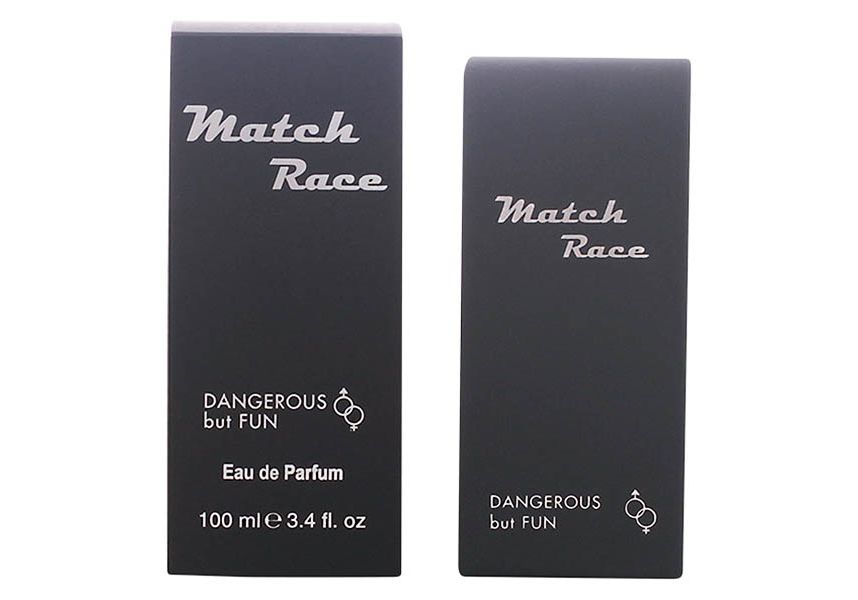 Match
Race
DANGEROUS
but FUN
Eau de Parfum
100 ml ℮ 3.4 fl. oz
Match
Race
DANGEROUS
but FUN